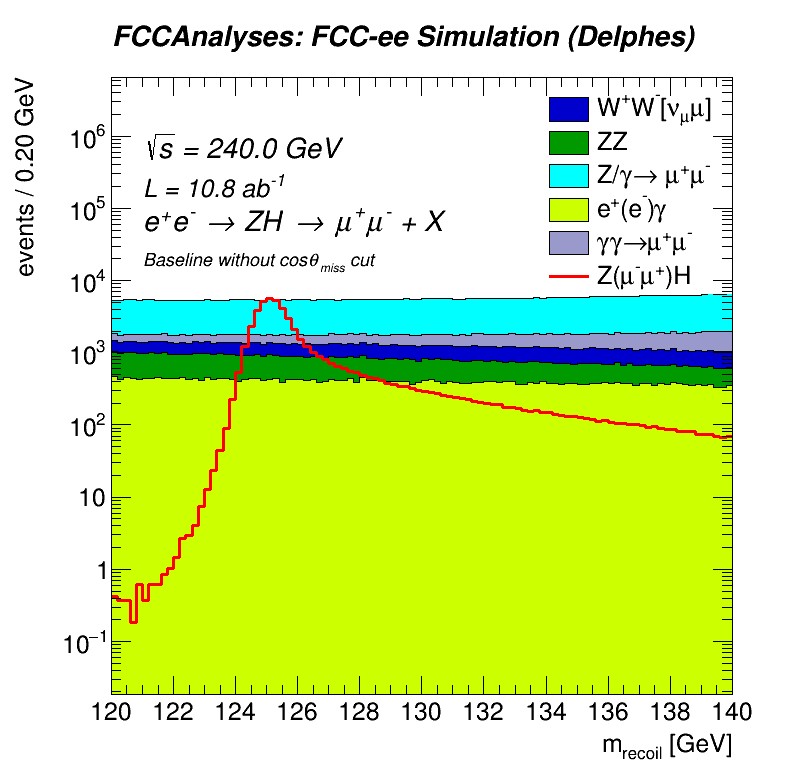 FCCAnalyses: FCC-ee Simulation (Delphes)
events / 0.20 GeV
√s = 240.0 GeV
L = 10.8 ab⁻¹
e⁺e⁻ → ZH → μ⁺μ⁻ + X
Baseline without cosθ_miss cut
W⁺W⁻[ν_μμ]
ZZ
Z/γ→ μ⁺μ⁻
e⁺(e⁻)γ
γγ→μ⁺μ⁻
Z(μ⁻μ⁺)H
10⁶
10⁵
10⁴
10³
10²
10
1
10⁻¹
120 122 124 126 128 130 132 134 136 138 140
m_recoil [GeV]